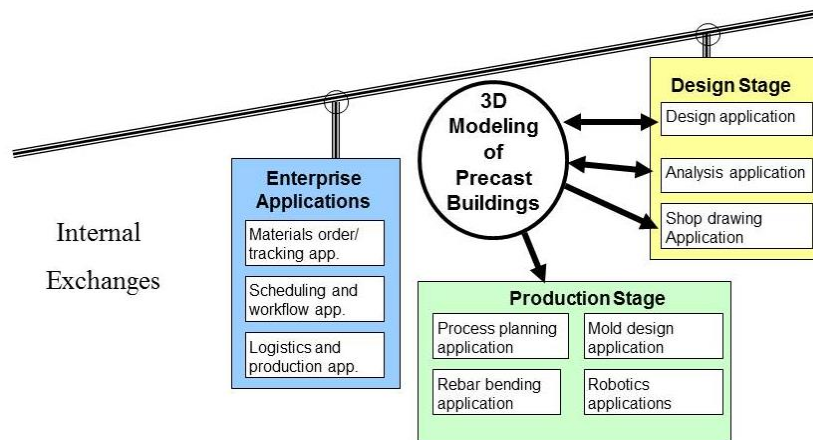 3D
Modeling
of
Precast
Buildings
Design Stage
Design application
Analysis application
Shop drawing
Application
Enterprise
Applications
Materials order/
tracking app.
Scheduling and
workflow app.
Logistics and
production app.
Internal
Exchanges
Production Stage
Process planning
application
Mold design
application
Rebar bending
application
Robotics
applications